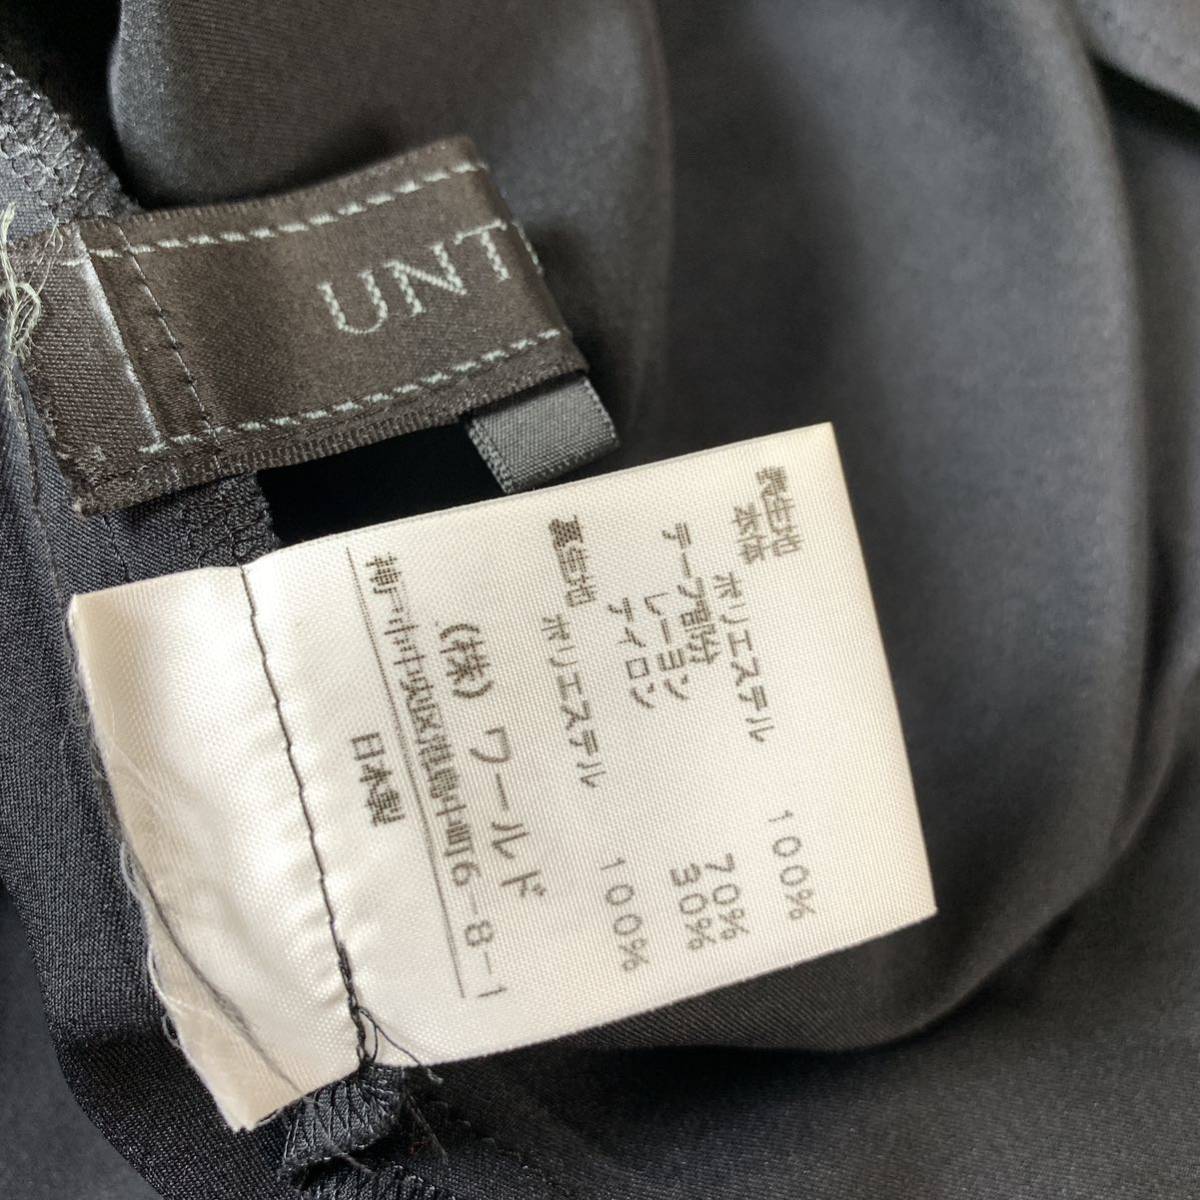 UNT
表生地
本体
ポリエステル 100%
テープ部分
レーヨン 70%
ナイロン 30%
裏生地
ポリエステル 100%
(株) ワールド
神戸市中央区港島中町6-8-1
日本製